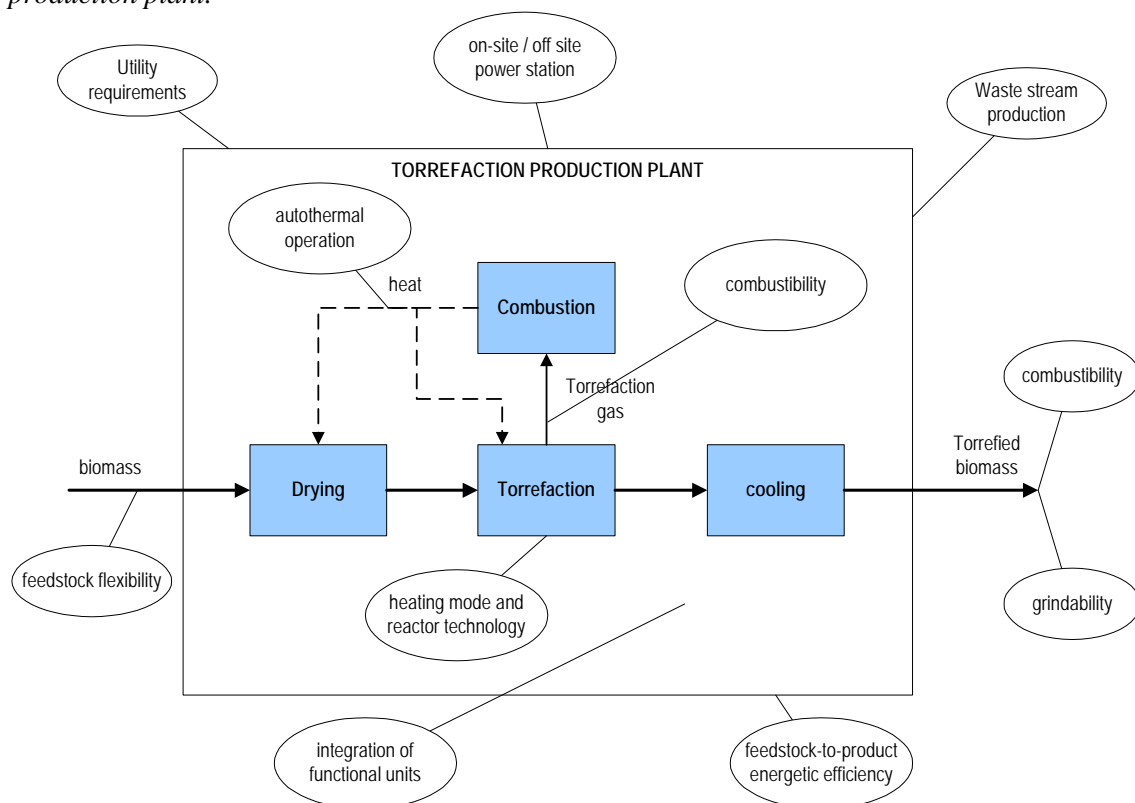 production plant.
on-site / off site
power station
Utility
requirements
Waste stream
production
TORREFACTION PRODUCTION PLANT
autothermal
operation
heat
Combustion
combustibility
Torrefaction
gas
combustibility
biomass
Drying
Torrefaction
cooling
Torrefied
biomass
feedstock flexibility
heating mode and
reactor technology
grindability
integration of
functional units
feedstock-to-product
energetic efficiency